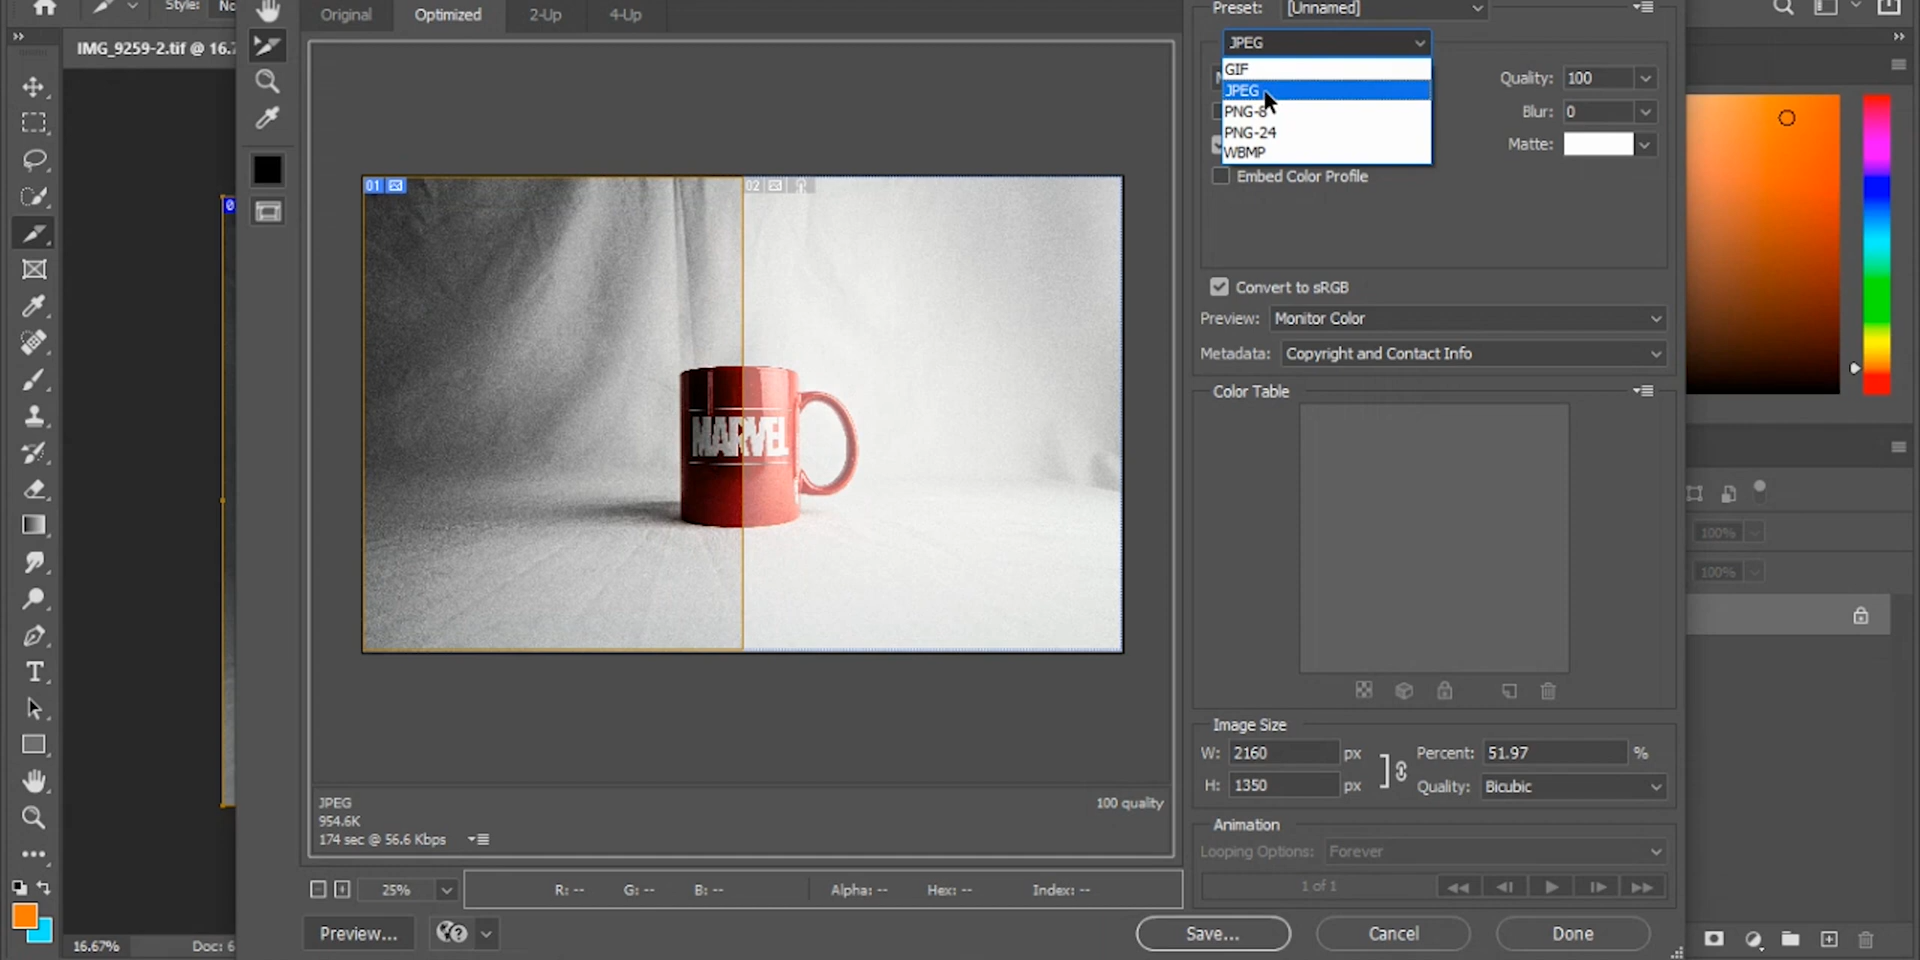 Style:
Original
Optimized
2-Up
4-Up
Preset: [Unnamed]
IMG_9259-2.tif @ 16.7
JPEG
GIF
JPEG
PNG-8
PNG-24
WBMP
Quality: 100
Blur: 0
Matte:
Embed Color Profile
01
02
Convert to sRGB
Preview: Monitor Color
Metadata: Copyright and Contact Info
Color Table
MARVEL
100%
100%
Image Size
W: 2160 px
Percent: 51.97 %
H: 1350 px
Quality: Bicubic
JPEG
100 quality
954.6K
174 sec @ 56.6 Kbps
Animation
Looping Options: Forever
1 of 1
25%
R: --
G: --
B: --
Alpha: --
Hex: --
Index: --
Preview...
Save...
Cancel
Done
16.67%
Doc: 6